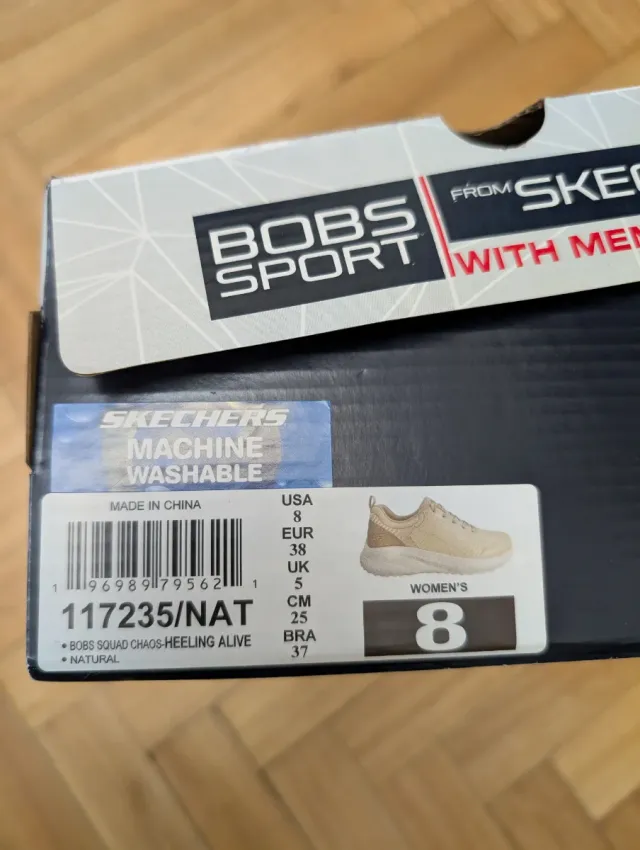 BOBS
SPORT
FROM
WITH
SKECHERS
MACHINE
WASHABLE
MADE IN CHINA
1 96989 79562 1
117235/NAT
• BOBS SQUAD CHAOS-HEELING ALIVE
• NATURAL
USA
8
EUR
38
UK
5
CM
25
BRA
37
WOMEN'S
8